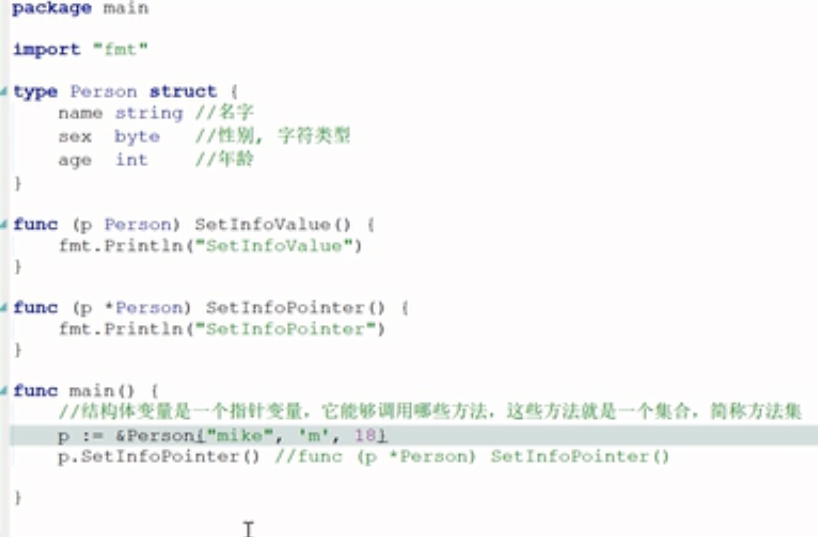 package main
import "fmt"
type Person struct {
name string //名字
sex byte //性别, 字符类型
age int //年龄
}
func (p Person) SetInfoValue() {
fmt.Println("SetInfoValue")
}
func (p *Person) SetInfoPointer() {
fmt.Println("SetInfoPointer")
}
func main() {
//结构体变量是一个指针变量，它能够调用哪些方法，这些方法就是一个集合，简称方法集
p := &Person{"mike", 'm', 18}
p.SetInfoPointer() //func (p *Person) SetInfoPointer()
}